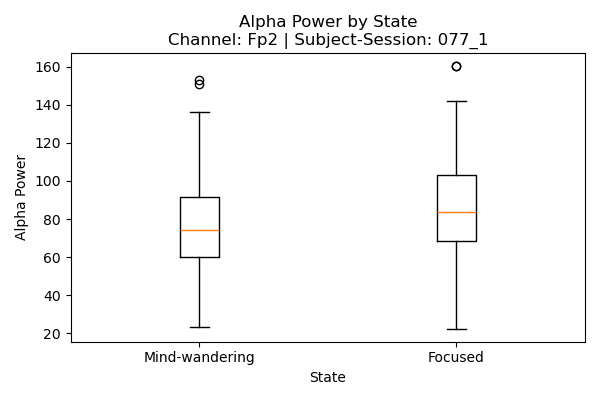 Alpha Power by State
Channel: Fp2 | Subject-Session: 077_1
160
140
120
100
80
60
40
20
Alpha Power
Mind-wandering
Focused
State